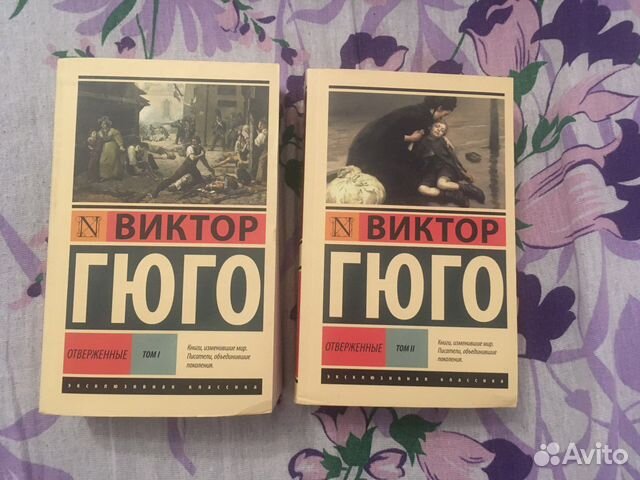 N ВИКТОР
ГЮГО
ОТВЕРЖЕННЫЕ ТОМ I
Книги, изменившие мир.
Писатели, объединившие
поколения.
ЭКСКЛЮЗИВНАЯ КЛАССИКА
N ВИКТОР
ГЮГО
ОТВЕРЖЕННЫЕ ТОМ II
Книги, изменившие мир.
Писатели, объединившие
поколения.
ЭКСКЛЮЗИВНАЯ КЛАССИКА
Avito